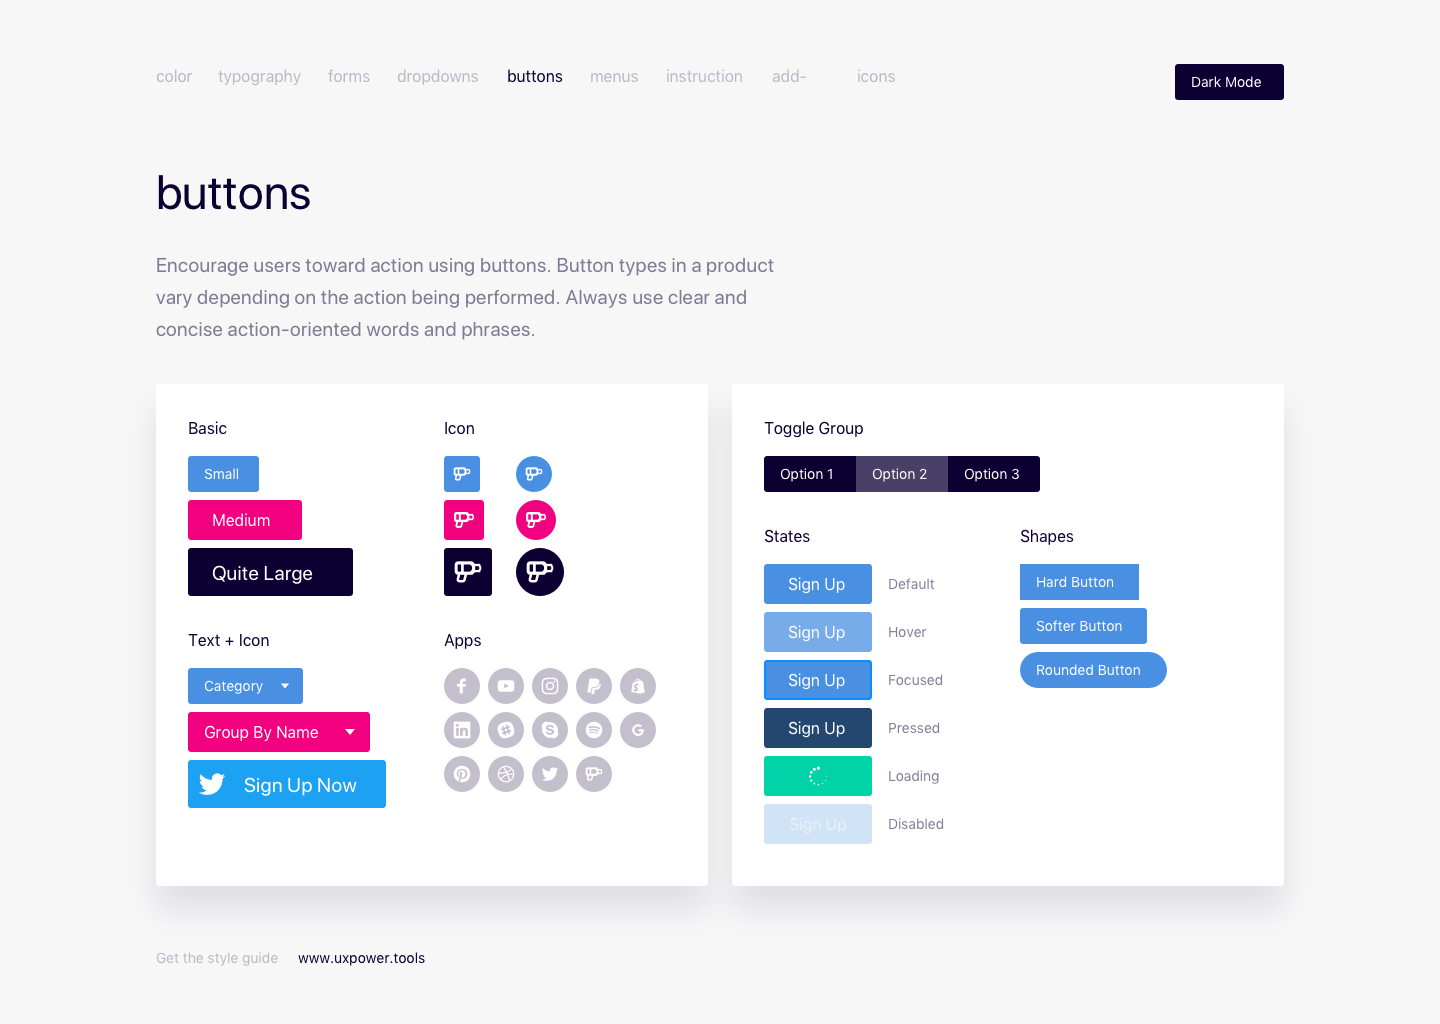 color typography forms dropdowns buttons menus instruction add- icons
Dark Mode
buttons
Encourage users toward action using buttons. Button types in a product
vary depending on the action being performed. Always use clear and
concise action-oriented words and phrases.
Basic
Small
Medium
Quite Large
Icon
Text + Icon
Category
Group By Name
Sign Up Now
Apps
Toggle Group
Option 1 Option 2 Option 3
States
Sign Up Default
Sign Up Hover
Sign Up Focused
Sign Up Pressed
Loading
Sign Up Disabled
Shapes
Hard Button
Softer Button
Rounded Button
Get the style guide www.uxpower.tools